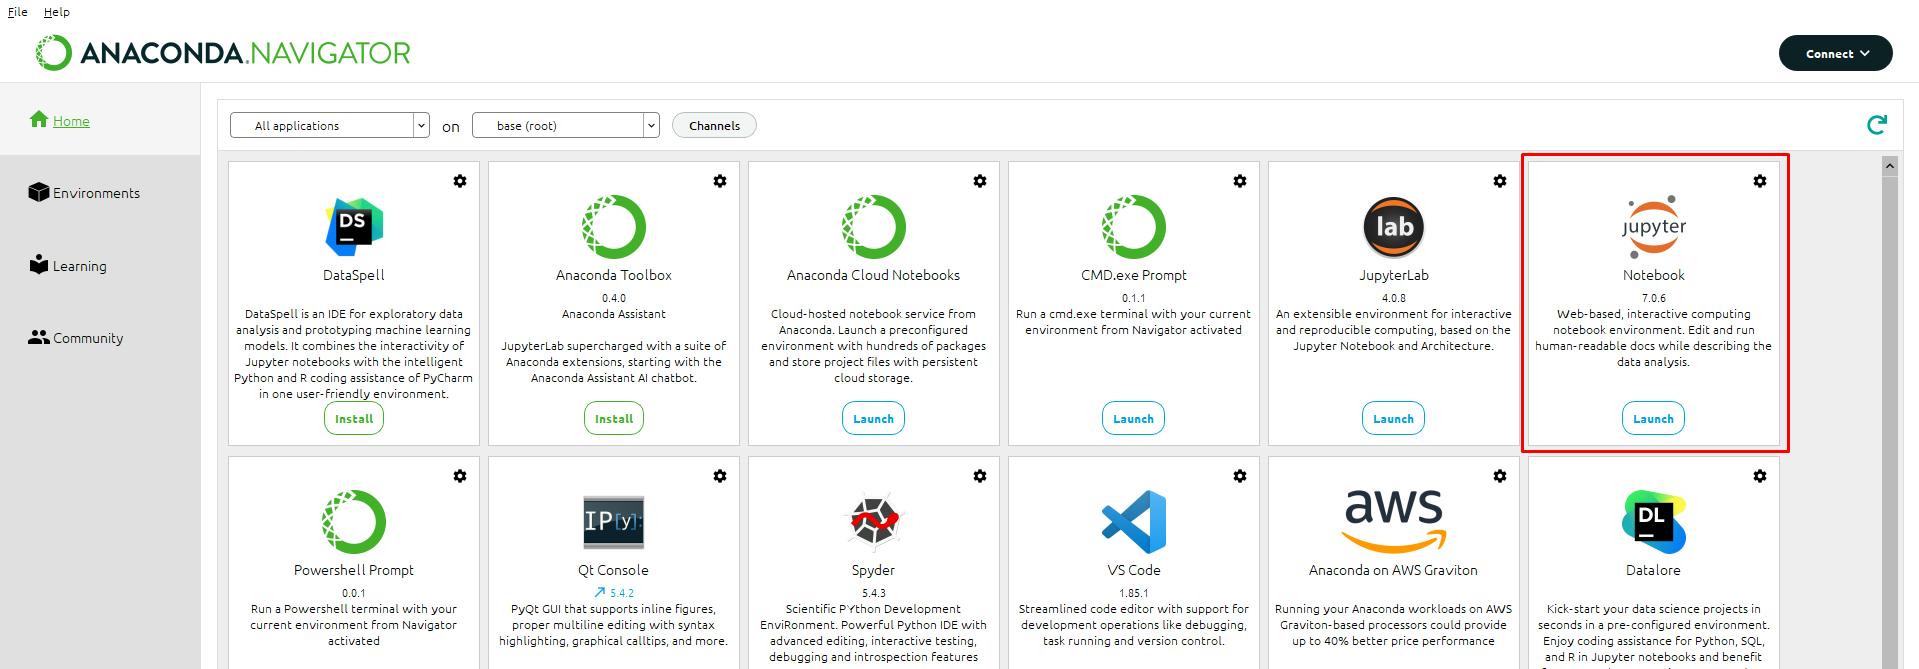 File Help
ANACONDA.NAVIGATOR
Connect
Home
Environments
Learning
Community
All applications on base (root) Channels
DS
DataSpell
DataSpell is an IDE for exploratory data
analysis and prototyping machine learning
models. It combines the interactivity of
Jupyter notebooks with the intelligent
Python and R coding assistance of PyCharm
in one user-friendly environment.
Install
Anaconda Toolbox
0.4.0
Anaconda Assistant
JupyterLab supercharged with a suite of
Anaconda extensions, starting with the
Anaconda Assistant AI chatbot.
Install
Anaconda Cloud Notebooks
Cloud-hosted notebook service from
Anaconda. Launch a preconfigured
environment with hundreds of packages
and store project files with persistent
cloud storage.
Launch
CMD.exe Prompt
0.1.1
Run a cmd.exe terminal with your current
environment from Navigator activated
Launch
lab
JupyterLab
4.0.8
An extensible environment for interactive
and reproducible computing, based on the
Jupyter Notebook and Architecture.
Launch
jupyter
Notebook
7.0.6
Web-based, interactive computing
notebook environment. Edit and run
human-readable docs while describing the
data analysis.
Launch
Powershell Prompt
0.0.1
Run a Powershell terminal with your
current environment from Navigator
activated
IP[y]:
Qt Console
5.4.2
PyQt GUI that supports inline figures,
proper multiline editing with syntax
highlighting, graphical calltips, and more.
Spyder
5.4.3
Scientific PYthon Development
EnviRonment. Powerful Python IDE with
advanced editing, interactive testing,
debugging and introspection features
VS Code
1.85.1
Streamlined code editor with support for
development operations like debugging,
task running and version control.
aws
Anaconda on AWS Graviton
Running your Anaconda workloads on AWS
Graviton-based processors could provide
up to 40% better price performance
DL
Datalore
Kick-start your data science projects in
seconds in a pre-configured environment.
Enjoy coding assistance for Python, SQL,
and R in Jupyter notebooks and benefit